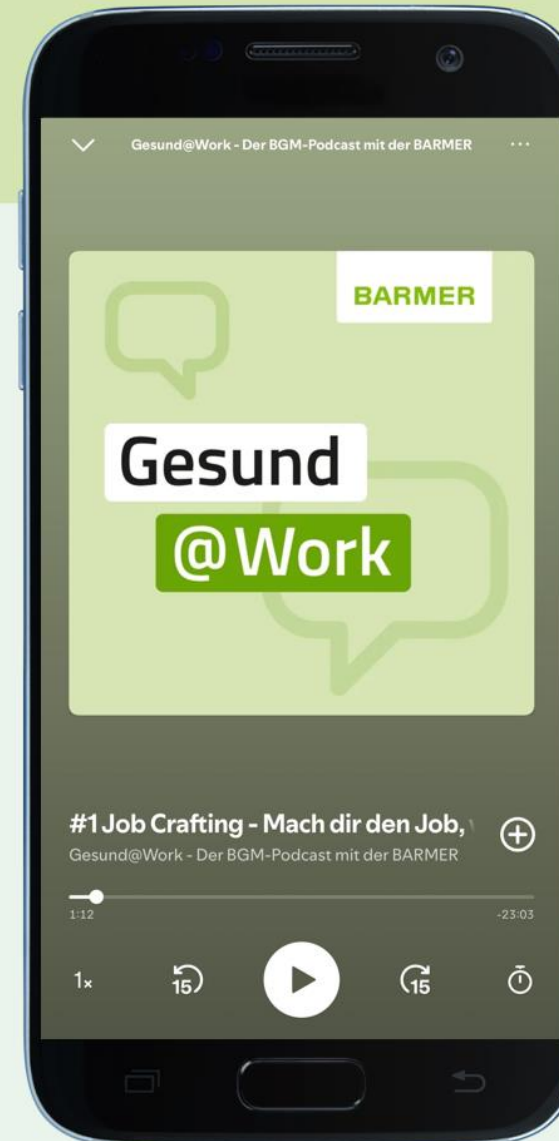 Gesund@Work - Der BGM-Podcast mit der BARMER
BARMER
Gesund
@Work
#1 Job Crafting - Mach dir den Job,
Gesund@Work - Der BGM-Podcast mit der BARMER
1:12
-23:03
1x
15
15